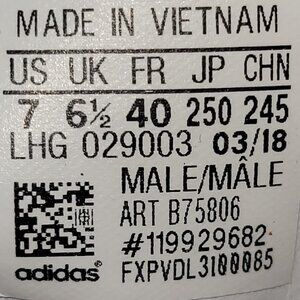 MADE IN VIETNAM
US UK FR JP CHN
7 6½ 40 250 245
LHG 029003 03/18
MALE/MÂLE
ART B75806
#119929682
adidas FXPVDL3100085